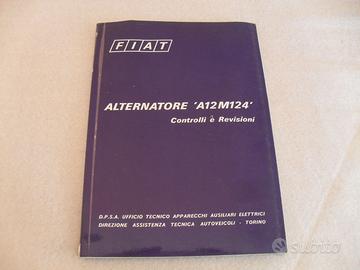 FIAT
ALTERNATORE 'A12M124'
Controlli e Revisioni
D.P.S.A. UFFICIO TECNICO APPARECCHI AUSILIARI ELETTRICI
DIREZIONE ASSISTENZA TECNICA AUTOVEICOLI - TORINO
subito